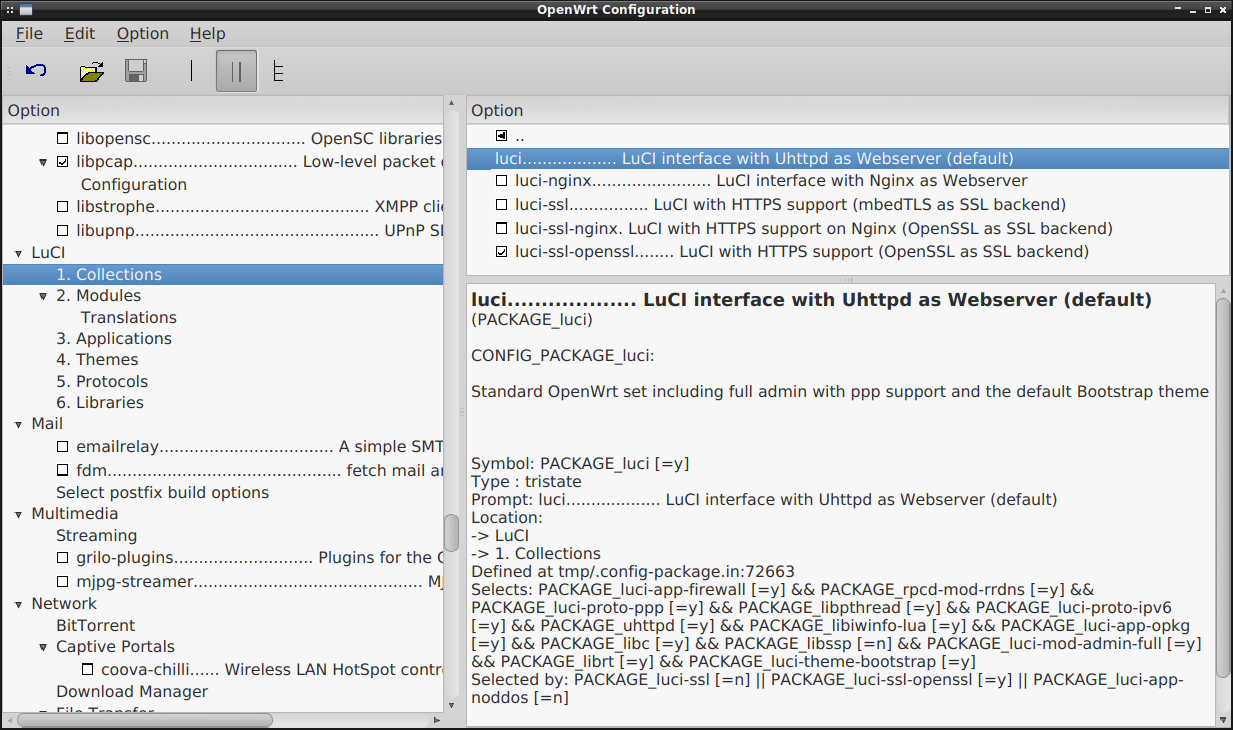 OpenWrt Configuration
File Edit Option Help
Option
libopensc............................... OpenSC libraries
libpcap................................. Low-level packet
Configuration
libstrophe........................................... XMPP
libupnp................................................. UPnP
LuCI
1. Collections
2. Modules
Translations
3. Applications
4. Themes
5. Protocols
6. Libraries
Mail
emailrelay................................... A simple
fdm............................................... fetch mail
Select postfix build options
Multimedia
Streaming
grilo-plugins............................ Plugins for the
mjpg-streamer..............................................
Network
BitTorrent
Captive Portals
coova-chilli...... Wireless LAN HotSpot
Download Manager
File Transfer
Option
..
luci................... LuCI interface with Uhttpd as Webserver (default)
luci-nginx........................ LuCI interface with Nginx as Webserver
luci-ssl................ LuCI with HTTPS support (mbedTLS as SSL backend)
luci-ssl-nginx. LuCI with HTTPS support on Nginx (OpenSSL as SSL backend)
luci-ssl-openssl........ LuCI with HTTPS support (OpenSSL as SSL backend)
luci................... LuCI interface with Uhttpd as Webserver (default)
(PACKAGE_luci)
CONFIG_PACKAGE_luci:
Standard OpenWrt set including full admin with ppp support and the default Bootstrap theme
Symbol: PACKAGE_luci [=y]
Type : tristate
Prompt: luci................... LuCI interface with Uhttpd as Webserver (default)
Location:
-> LuCI
-> 1. Collections
Defined at tmp/.config-package.in:72663
Selects: PACKAGE_luci-app-firewall [=y] && PACKAGE_rpcd-mod-rrdns [=y] &&
PACKAGE_luci-proto-ppp [=y] && PACKAGE_libpthread [=y] && PACKAGE_luci-proto-ipv6
[=y] && PACKAGE_uhttpd [=y] && PACKAGE_libiwinfo-lua [=y] && PACKAGE_luci-app-opkg
[=y] && PACKAGE_libc [=y] && PACKAGE_libssp [=n] && PACKAGE_luci-mod-admin-full [=y]
&& PACKAGE_librt [=y] && PACKAGE_luci-theme-bootstrap [=y]
Selected by: PACKAGE_luci-ssl [=n] || PACKAGE_luci-ssl-openssl [=y] || PACKAGE_luci-app-
noddos [=n]